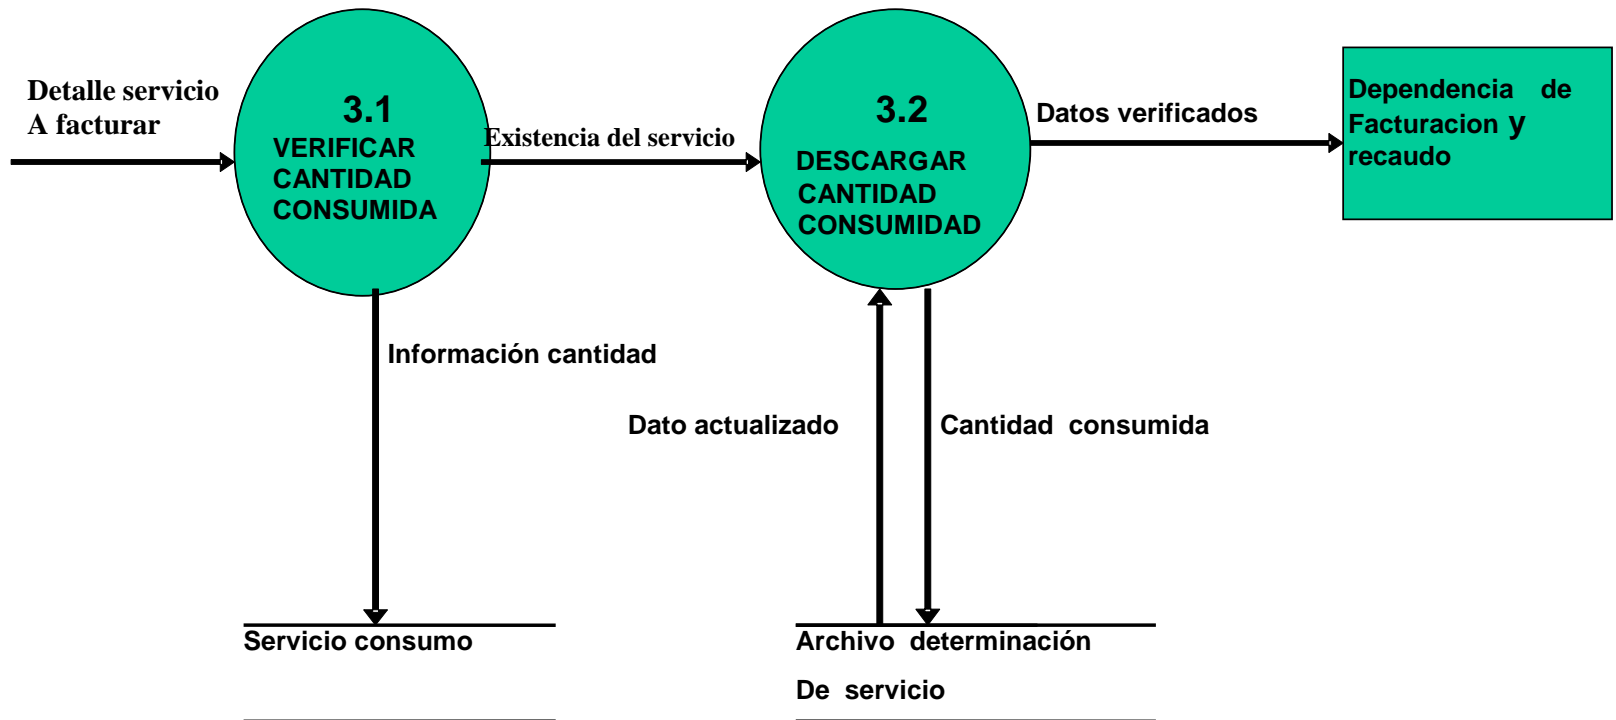 Detalle servicio
A facturar
3.1
VERIFICAR
CANTIDAD
CONSUMIDA
Existencia del servicio
3.2
DESCARGAR
CANTIDAD
CONSUMIDAD
Datos verificados
Dependencia de
Facturacion y
recaudo
Información cantidad
Dato actualizado
Cantidad consumida
Servicio consumo
Archivo determinación
De servicio